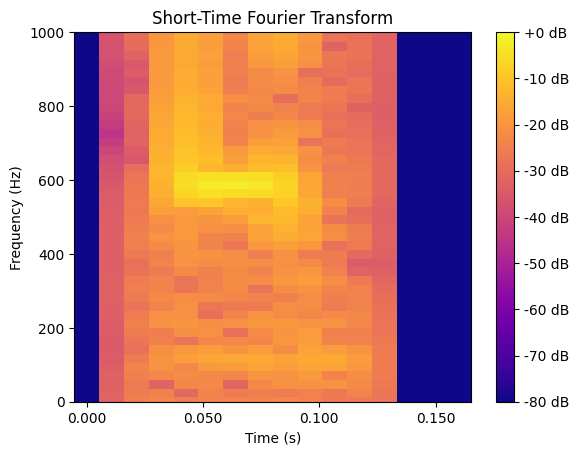 Short-Time Fourier Transform
1000
800
600
400
200
0
Frequency (Hz)
0.000
0.050
0.100
0.150
Time (s)
+0 dB
-10 dB
-20 dB
-30 dB
-40 dB
-50 dB
-60 dB
-70 dB
-80 dB